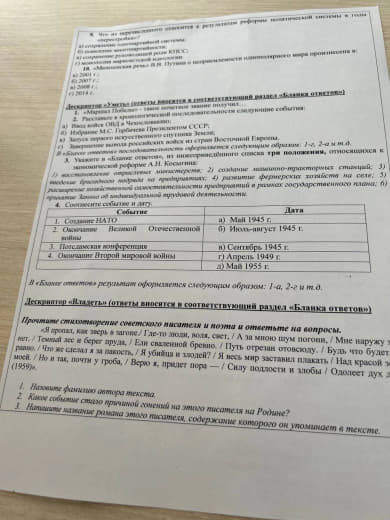 9. Что из перечисленного относится к результатам реформы политической системы в годы
«перестройки»?
а) сохранение однопартийной системы;
б) появление многопартийности;
в) сохранение руководящей роли КПСС;
г) монополия марксистской идеологии.
10. «Мюнхенская речь» В.В. Путина о неприемлемости однополярного мира произнесена в:
а) 2001 г.;
б) 2007 г.;
в) 2008 г.;
г) 2014 г.
Дескриптор «Уметь» (ответы вносятся в соответствующий раздел «Бланка ответов»)
1. «Маршал Победы» - такое почетное звание получил…
2. Расставьте в хронологической последовательности следующие события:
а) Ввод войск ОВД в Чехословакию;
б) Избрание М.С. Горбачева Президентом СССР;
в) Запуск первого искусственного спутника Земли;
г) Завершение вывода российских войск из стран Восточной Европы.
В «Бланке ответов» последовательность оформляется следующим образом: 1-г, 2-а и т.д.
3. Укажите в «Бланке ответов», из нижеприведённого списка три положения, относящихся к
экономической реформе А.Н. Косыгина:
1) восстановление отраслевых министерств; 2) создание машинно-тракторных станций; 3)
введение бригадного подряда на предприятиях; 4) развитие фермерских хозяйств на селе; 5)
расширение хозяйственной самостоятельности предприятий в рамках государственного плана; 6)
принятие Закона об индивидуальной трудовой деятельности.
4. Соотнесите событие и дату.
Событие Дата
1. Создание НАТО а) Май 1945 г.
2. Окончание Великой Отечественной войны б) Июль-август 1945 г.
3. Потсдамская конференция в) Сентябрь 1945 г.
4. Окончание Второй мировой войны г) Апрель 1949 г.
д) Май 1955 г.
В «Бланке ответов» результат оформляется следующим образом: 1-а, 2-г и т.д.
Дескриптор «Владеть» (ответы вносятся в соответствующий раздел «Бланка ответов»)
Прочтите стихотворение советского писателя и поэта и ответьте на вопросы.
«Я пропал, как зверь в загоне./ Где-то люди, воля, свет, / А за мною шум погони, / Мне наружу
нет. / Темный лес и берег пруда, / Ели сваленной бревно. / Путь отрезан отовсюду. / Будь что будет,
равно. / Что же сделал я за пакость, / Я убийца и злодей? / Я весь мир заставил плакать / Над красой
моей. / Но и так, почти у гроба, / Верю я, придет пора — / Силу подлости и злобы / Одолеет дух
(1959)».
1. Назовите фамилию автора текста.
2. Какое событие стало причиной гонений на этого писателя на Родине?
3. Напишите название романа этого писателя, содержание которого он упоминает в тексте.